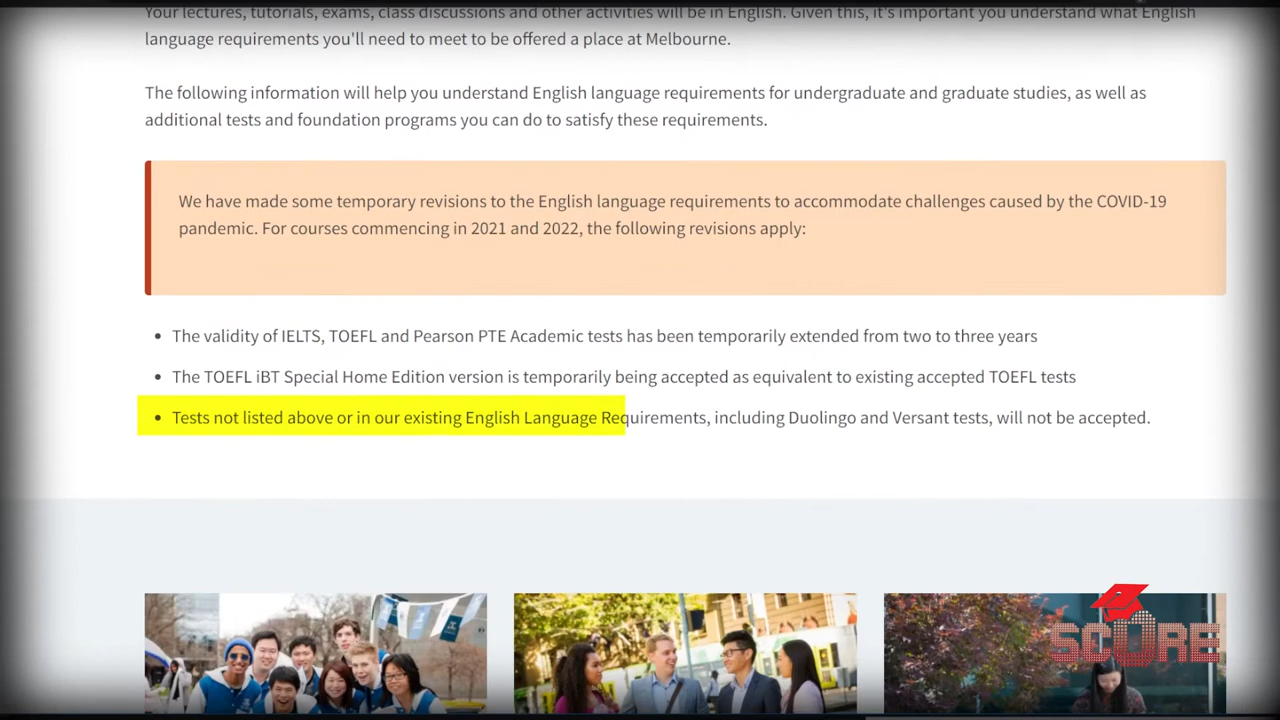 Your lectures, tutorials, exams, class discussions and other activities will be in English. Given this, it's important you understand what English
language requirements you'll need to meet to be offered a place at Melbourne.
The following information will help you understand English language requirements for undergraduate and graduate studies, as well as
additional tests and foundation programs you can do to satisfy these requirements.
We have made some temporary revisions to the English language requirements to accommodate challenges caused by the COVID-19
pandemic. For courses commencing in 2021 and 2022, the following revisions apply:
• The validity of IELTS, TOEFL and Pearson PTE Academic tests has been temporarily extended from two to three years
• The TOEFL iBT Special Home Edition version is temporarily being accepted as equivalent to existing accepted TOEFL tests
• Tests not listed above or in our existing English Language Requirements, including Duolingo and Versant tests, will not be accepted.
SCURE